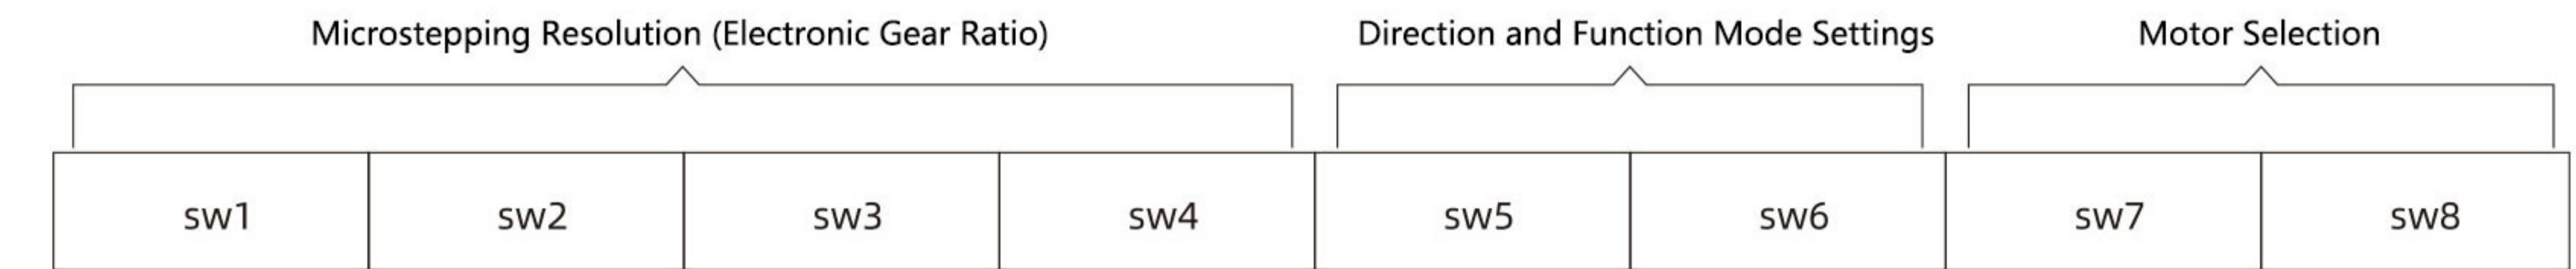 Microstepping Resolution (Electronic Gear Ratio) Direction and Function Mode Settings Motor Selection
sw1 sw2 sw3 sw4 sw5 sw6 sw7 sw8